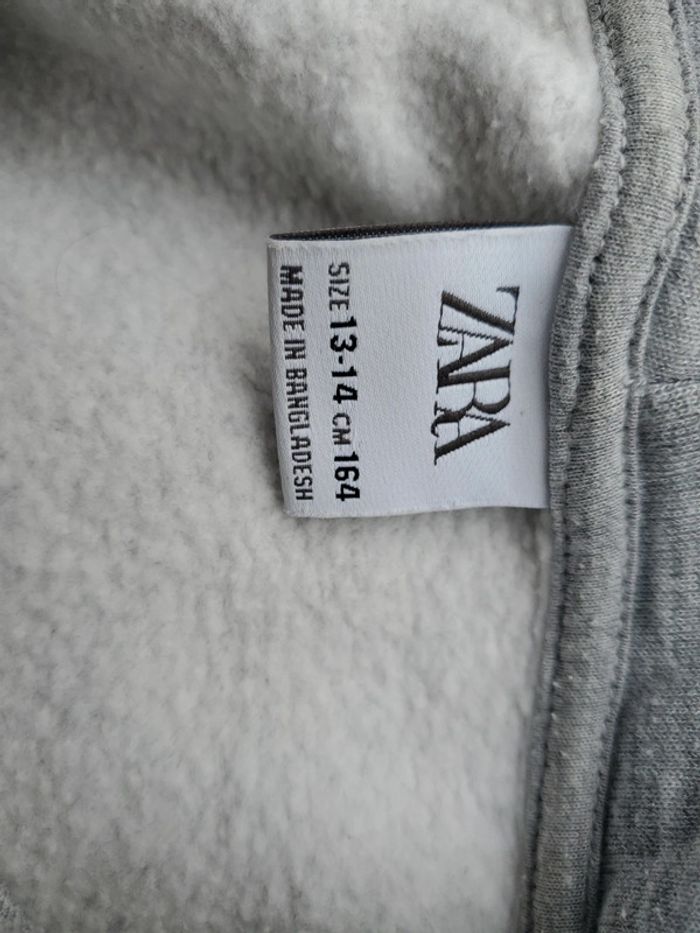 ZARA
SIZE 13-14 CM 164
MADE IN BANGLADESH